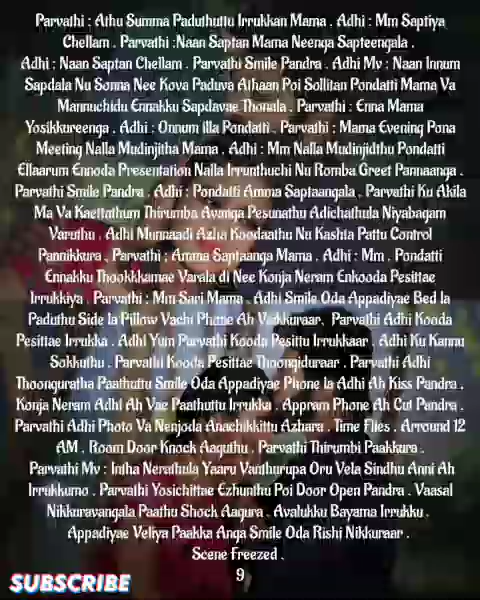 Parvathi : Athu Summa Paduthuttu Irrukkan Mama . Adhi : Mm Saptiya
Chellam . Parvathi :Naan Saptan Mama Neenga Sapteengala .
Adhi : Naan Saptan Chellam . Parvathi Smile Pandra . Adhi Mv : Naan Innum
Sapdala Nu Sonna Nee Kova Paduva Athaan Poi Sollitan Pondatti Mama Va
Mannuchidu Ennakku Sapdavae Thonala . Parvathi : Enna Mama
Yosikkureenga . Adhi : Onnum illa Pondatti . Parvathi : Mama Evening Pona
Meeting Nalla Mudinjitha Mama . Adhi : Mm Nalla Mudinjidthu Pondatti
Ellaarum Ennoda Presentation Nalla Irrunthuchi Nu Romba Greet Pannaanga .
Parvathi Smile Pandra . Adhi : Pondatti Amma Saptaangala . Parvathi Ku Akila
Ma Va Kaettathum Thirumba Avanga Pesunathu Adichathula Niyabagam
Varuthu . Adhi Munnaadi Azha Koodaathu Nu Kashta Pattu Control
Pannikkura . Parvathi : Amma Saptaanga Mama . Adhi : Mm . Pondatti
Ennakku Thookkkamae Varala di Nee Konja Neram Enkooda Pesittae
Irrukkiya . Parvathi : Mm Sari Mama . Adhi Smile Oda Appadiyae Bed la
Paduthu Side la Pillow Vachi Phone Ah Vakkuraar. Parvathi Adhi Kooda
Pesittae Irrukka . Adhi Yum Parvathi Kooda Pesittu Irrukkaar . Adhi Ku Kannu
Sokkuthu . Parvathi Kooda Pesittae Thoongiduraar . Parvathi Adhi
Thoonguratha Paathuttu Smile Oda Appadiyae Phone la Adhi Ah Kiss Pandra .
Konja Neram Adhi Ah Vae Paathuttu Irrukka . Appram Phone Ah Cut Pandra .
Parvathi Adhi Photo Va Nenjoda Anachikkittu Azhara . Time Flies . Arround 12
AM . Room Door Knock Aaguthu . Parvathi Thirumbi Paakkura .
Parvathi Mv : Intha Nerathula Yaaru Vanthurupa Oru Vela Sindhu Anni Ah
Irrukkumo . Parvathi Yosichittae Ezhunthu Poi Door Open Pandra . Vaasal
Nikkuravangala Paathu Shock Aagura . Avalukku Bayama Irrukku .
Appadiyae Veliya Paakka Anga Smile Oda Rishi Nikkuraar .
Scene Freezed .
9
SUBSCRIBE